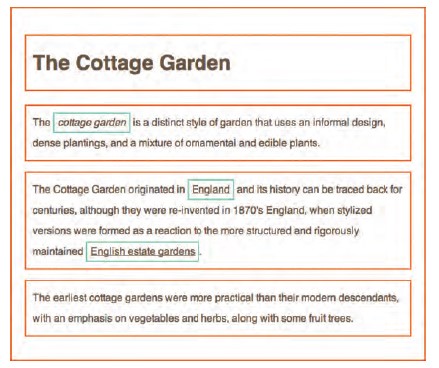 The Cottage Garden
The cottage garden is a distinct style of garden that uses an informal design,
dense plantings, and a mixture of ornamental and edible plants.
The Cottage Garden originated in England and its history can be traced back for
centuries, although they were re-invented in 1870's England, when stylized
versions were formed as a reaction to the more structured and rigorously
maintained English estate gardens.
The earliest cottage gardens were more practical than their modern descendants,
with an emphasis on vegetables and herbs, along with some fruit trees.